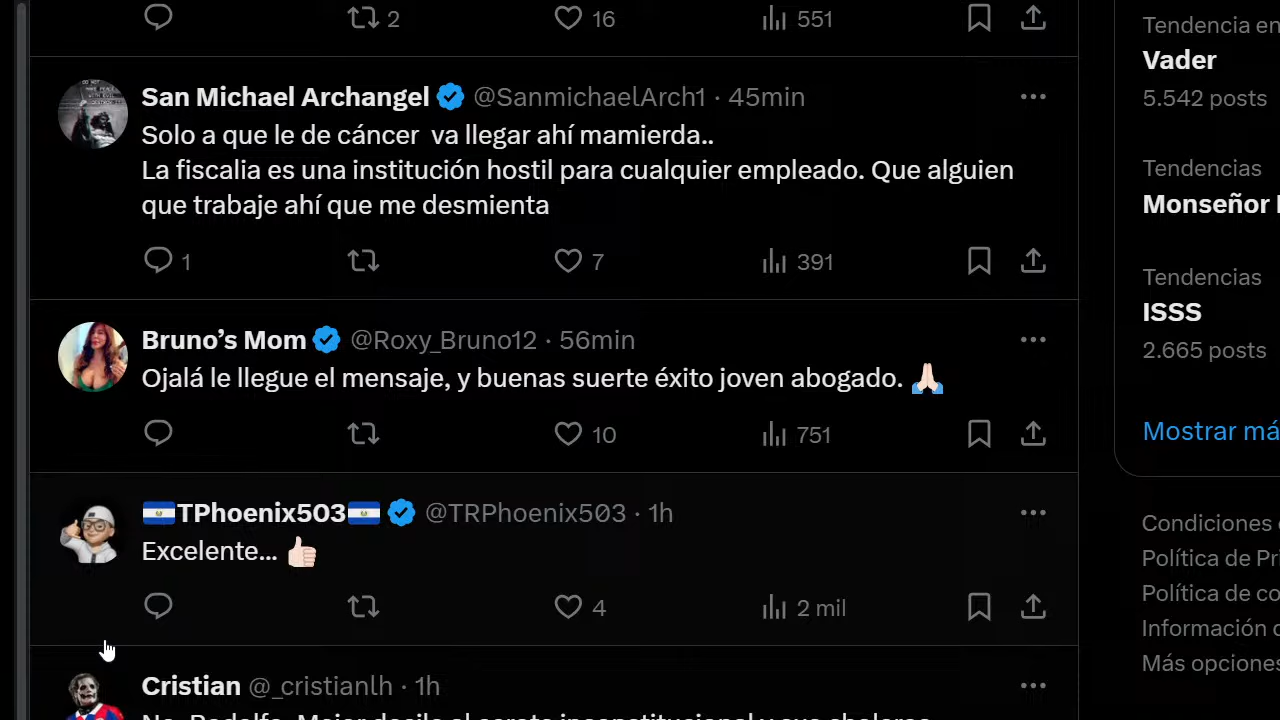 2
16
551
San Michael Archangel @SanmichaelArch1 · 45min
Solo a que le de cáncer va llegar ahí mamierda..
La fiscalia es una institución hostil para cualquier empleado. Que alguien
que trabaje ahí que me desmienta
1
7
391
Bruno’s Mom @Roxy_Bruno12 · 56min
Ojalá le llegue el mensaje, y buenas suerte éxito joven abogado. 🙏🏻
10
751
🇸🇻TPhoenix503🇸🇻 @TRPhoenix503 · 1h
Excelente... 👍🏻
4
2 mil
Cristian @_cristianlh · 1h
Tendencia en
Vader
5.542 posts
Tendencias
Monseñor
Tendencias
ISSS
2.665 posts
Mostrar má
Condiciones
Política de Pri
Política de co
Información
Más opciones